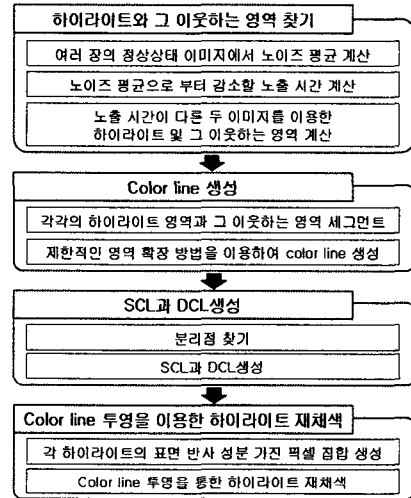 하이라이트와 그 이웃하는 영역 찾기
여러 장의 정상상태 이미지에서 노이즈 평균 계산
노이즈 평균으로 부터 감소할 노출 시간 계산
노출 시간이 다른 두 이미지를 이용한
하이라이트 및 그 이웃하는 영역 계산
Color line 생성
각각의 하이라이트 영역과 그 이웃하는 영역 세그먼트
제한적인 영역 확장 방법을 이용하여 color line 생성
SCL과 DCL생성
분리점 찾기
SCL과 DCL생성
Color line 투영을 이용한 하이라이트 재채색
각 하이라이트의 표면 반사 성분 가진 픽셀 집합 생성
Color line 투영을 통한 하이라이트 재채색